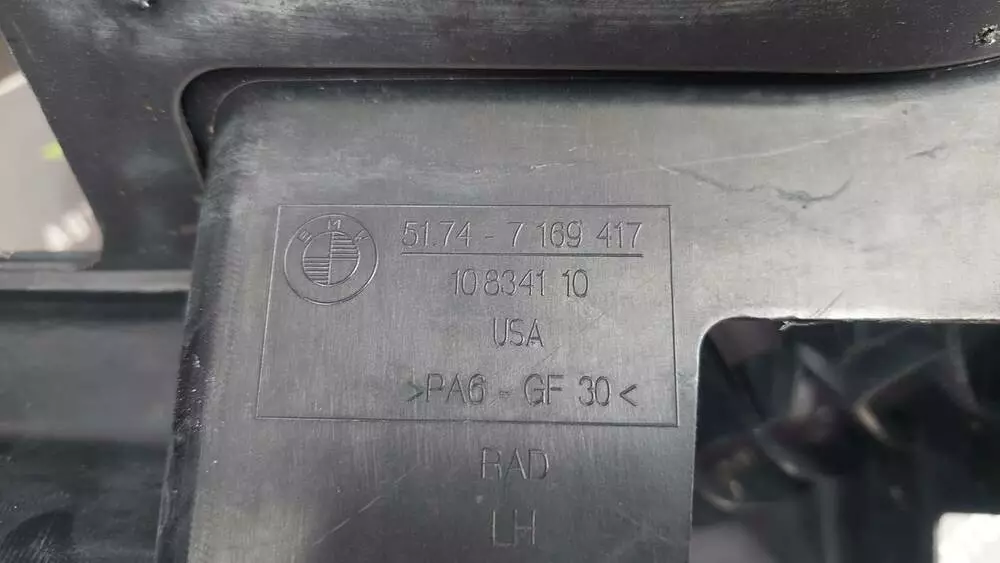 BMW
51.74 - 7 169 417
10 8341 10
USA
>PA6 - GF 30<
RAD
LH